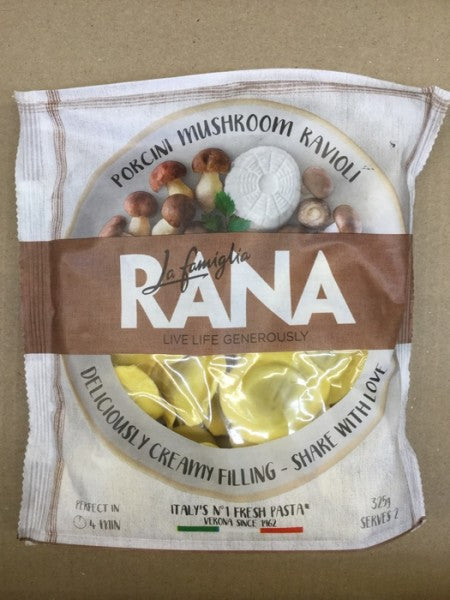 PORCINI MUSHROOM RAVIOLI
La famiglia
RANA
LIVE LIFE GENEROUSLY
DELICIOUSLY CREAMY FILLING - SHARE WITH LOVE
PERFECT IN
4 MIN
ITALY'S N°1 FRESH PASTA*
VERONA SINCE 1962
325g
SERVES 2